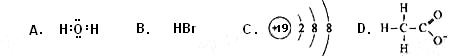 A. H:Ö:H B. HBr C. +19 2 8 8 D. H H C C H O O⁻